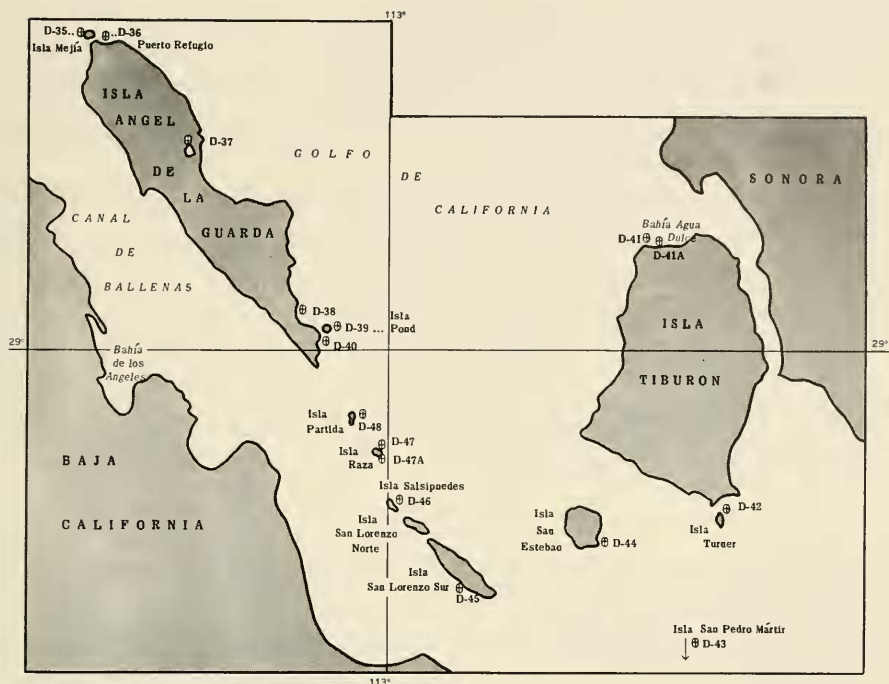 113°
D-35..
..D-36
Isla Mejía
Puerto Refugio
ISLA
ANGEL
DE
LA
GUARDA
D-37
GOLFO
DE
CALIFORNIA
SONORA
CANAL
DE
BALLENAS
Bahía Agua
Dulce
D-41
D-41A
D-38
D-39 ...
Isla
Pond
D-40
29°
29°
Bahía
de los
Angeles
ISLA
TIBURON
Isla
Partida
D-48
D-47
Isla
Raza
D-47A
BAJA
CALIFORNIA
Isla Salsipuedes
D-46
Isla
San Lorenzo
Norte
Isla
San Lorenzo Sur
D-45
Isla
San
Esteban
D-44
D-42
Isla
Turner
Isla San Pedro Mártir
D-43
113°